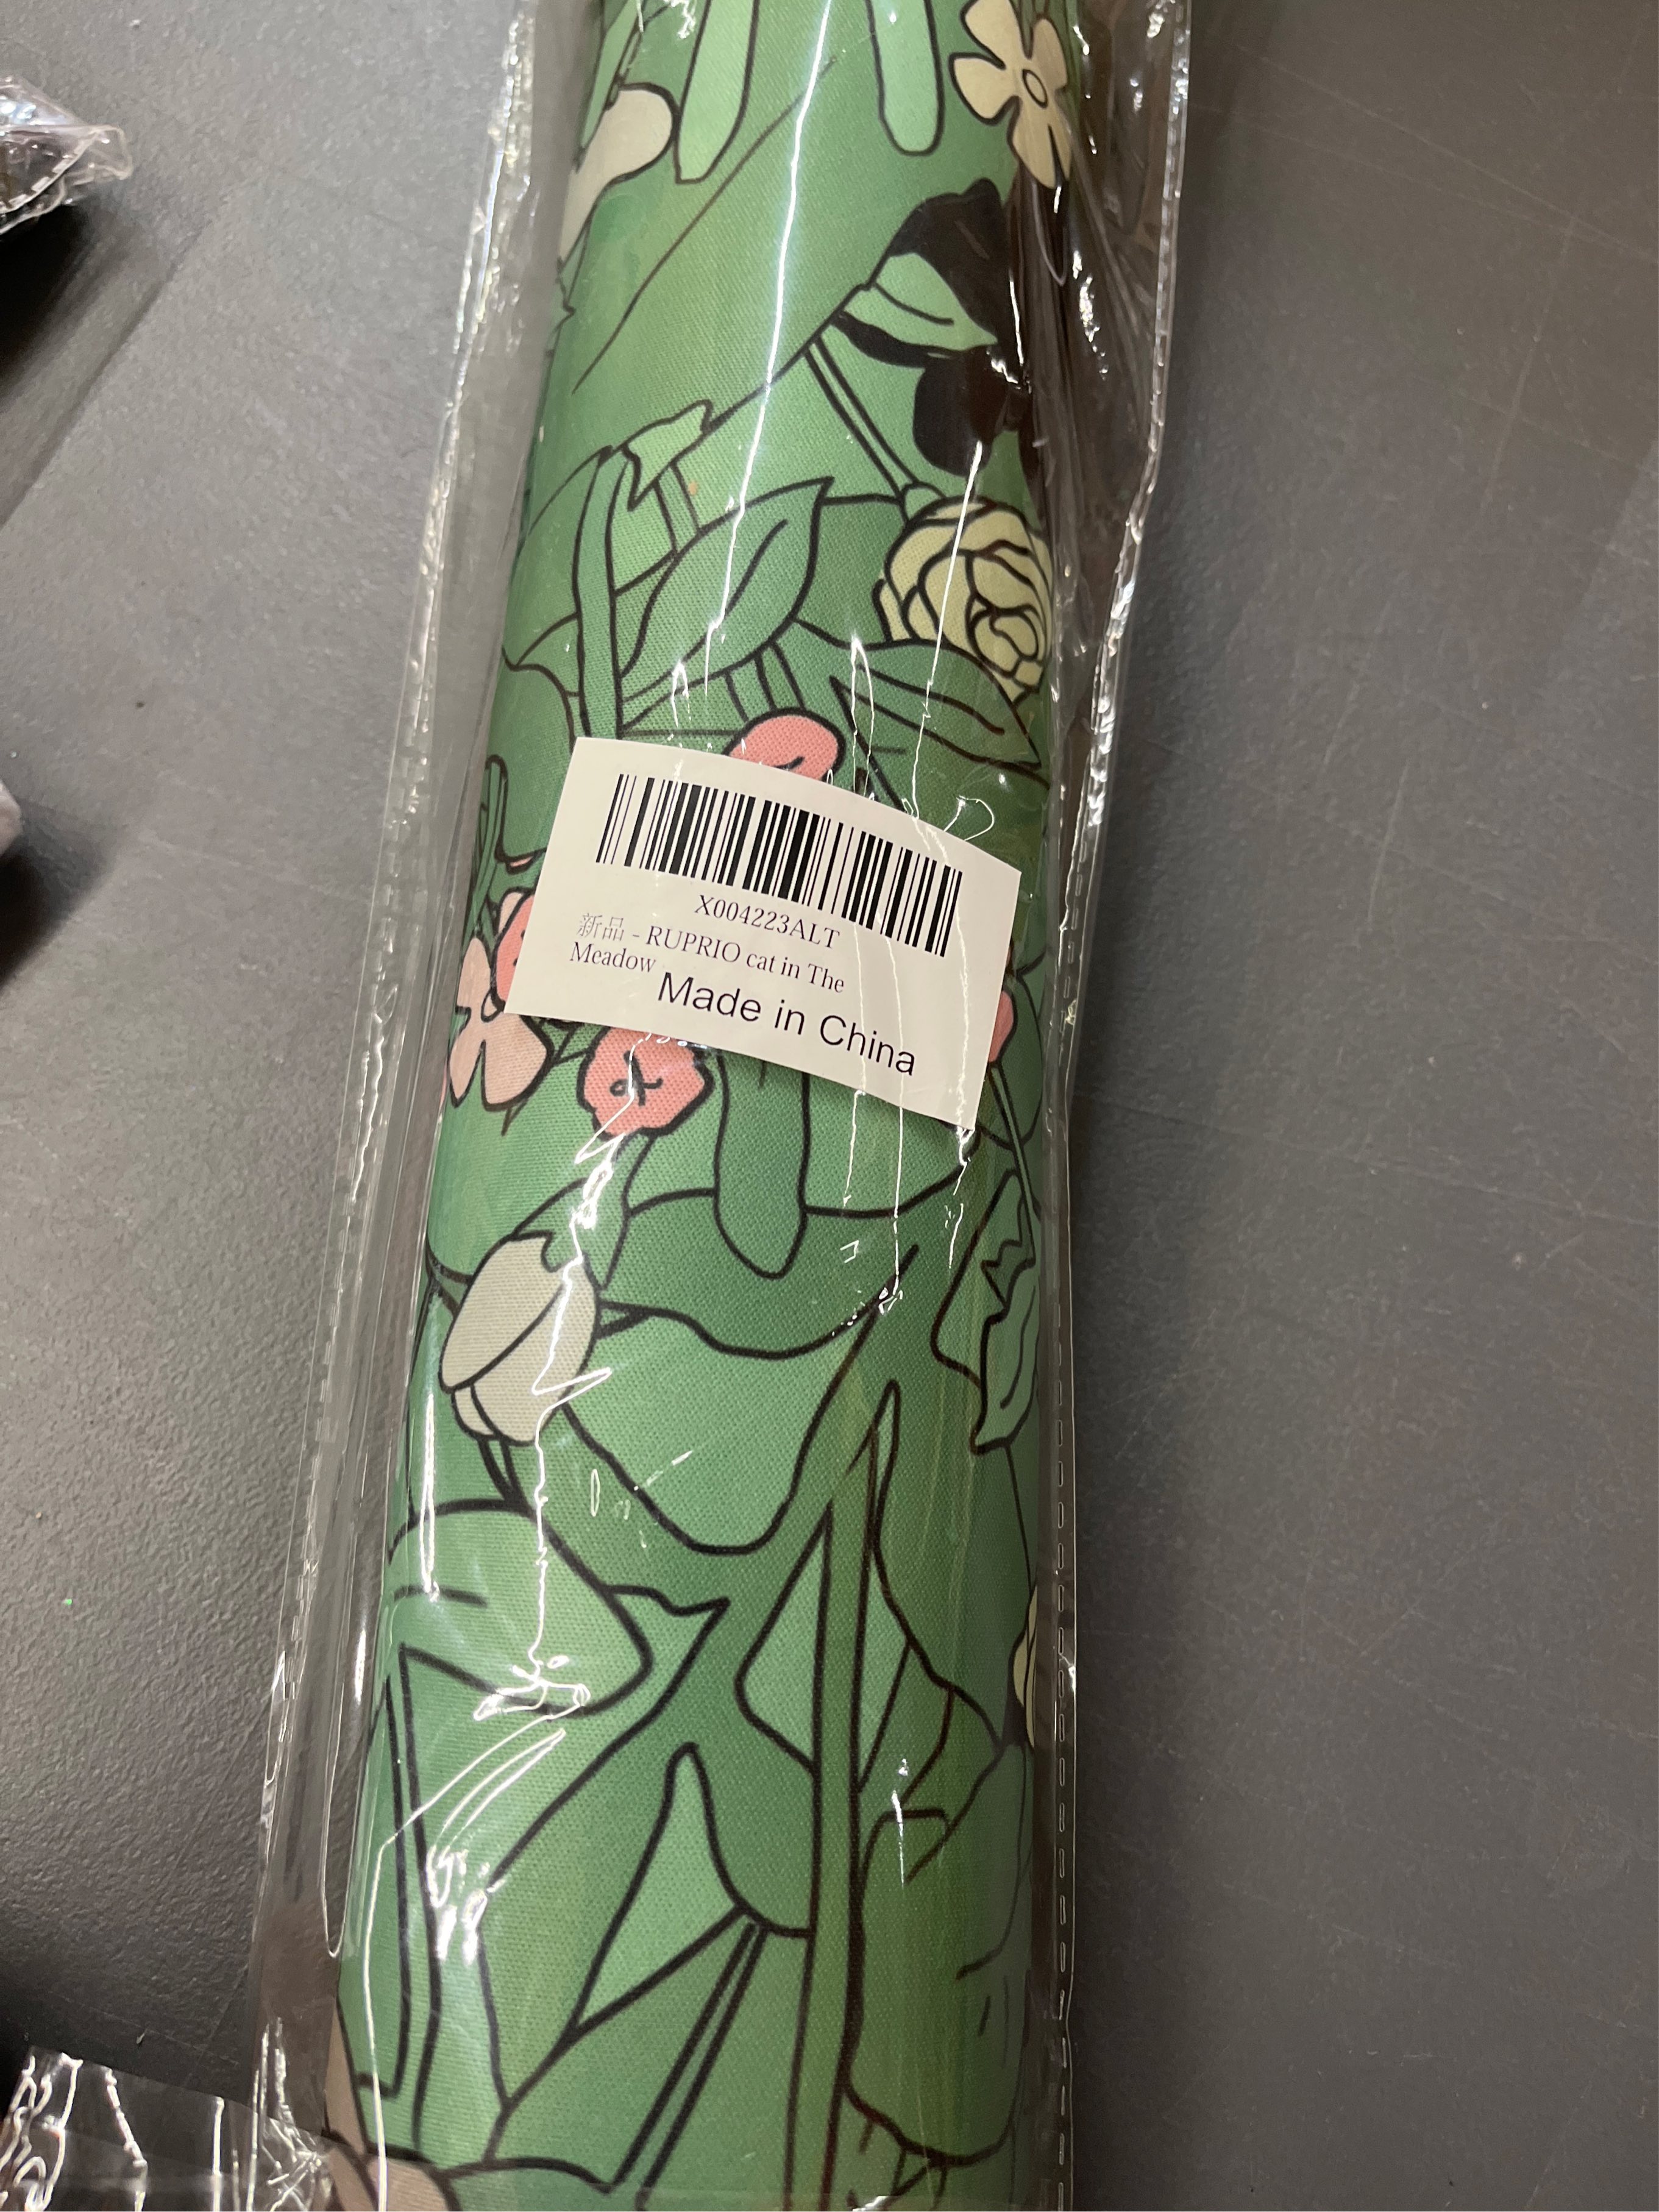 X004223ALT
新品 - RUPRIO cat in The
Meadow
Made in China